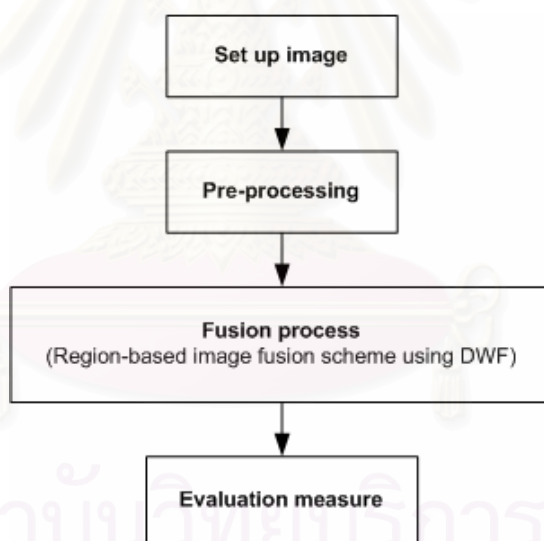 Set up image
Pre-processing
Fusion process
(Region-based image fusion scheme using DWF)
Evaluation measure